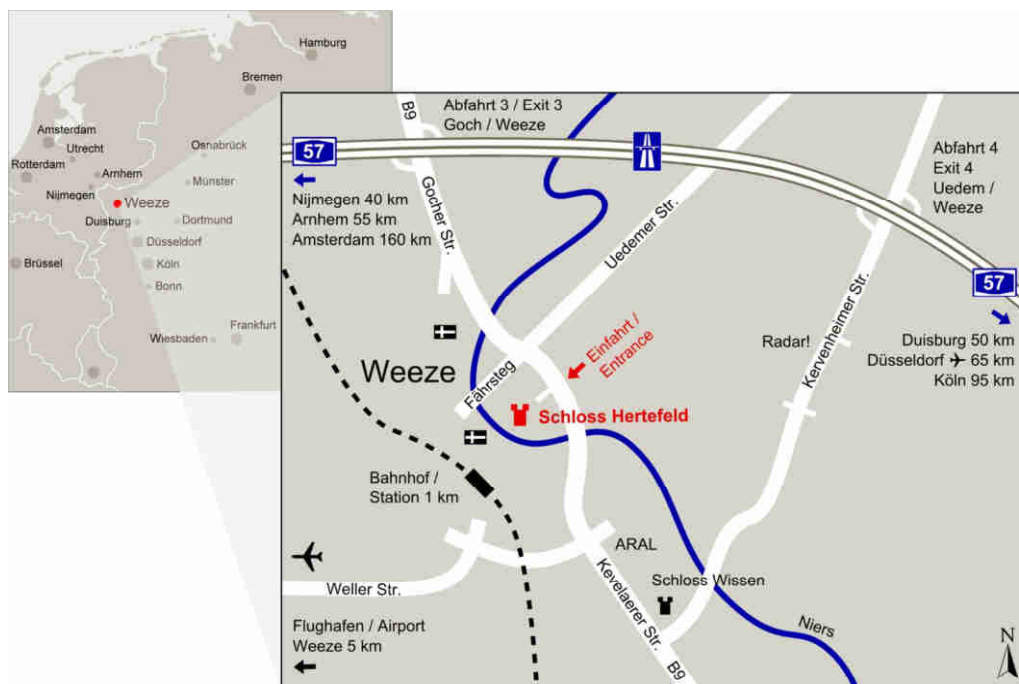 Hamburg
Bremen
Amsterdam
Utrecht
Osnabrück
Rotterdam
Arnhem
Münster
Nijmegen
Weeze
Duisburg
Dortmund
Düsseldorf
Brüssel
Köln
Bonn
Wiesbaden
Frankfurt
B9
Abfahrt 3 / Exit 3
Goch / Weeze
57
Nijmegen 40 km
Arnhem 55 km
Amsterdam 160 km
Gocher Str.
Uedemer Str.
Abfahrt 4
Exit 4
Uedem /
Weeze
57
Duisburg 50 km
Düsseldorf ✈ 65 km
Köln 95 km
Radar!
Kervenheimer Str.
Einfahrt /
Entrance
Weeze
Fährsteg
Schloss Hertefeld
Bahnhof /
Station 1 km
ARAL
Weller Str.
Kevelaerer Str.
Schloss Wissen
Flughafen / Airport
Weeze 5 km
B9
Niers
N